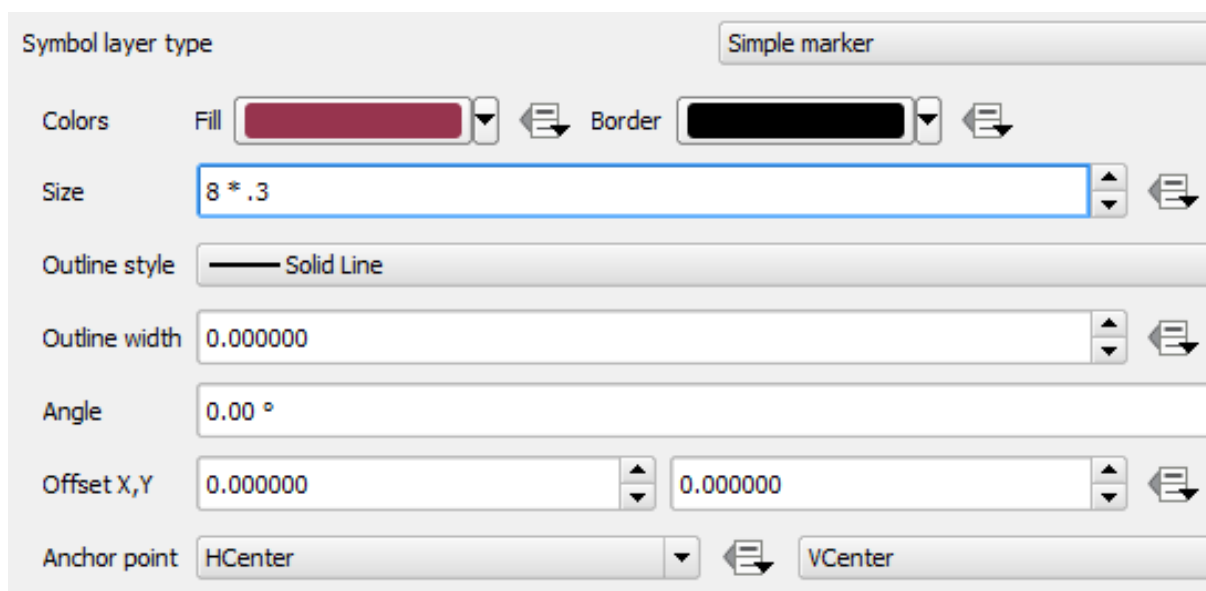 Symbol layer type Simple marker
Colors Fill Border
Size 8 * .3
Outline style Solid Line
Outline width 0.000000
Angle 0.00 °
Offset X,Y 0.000000 0.000000
Anchor point HCenter VCenter